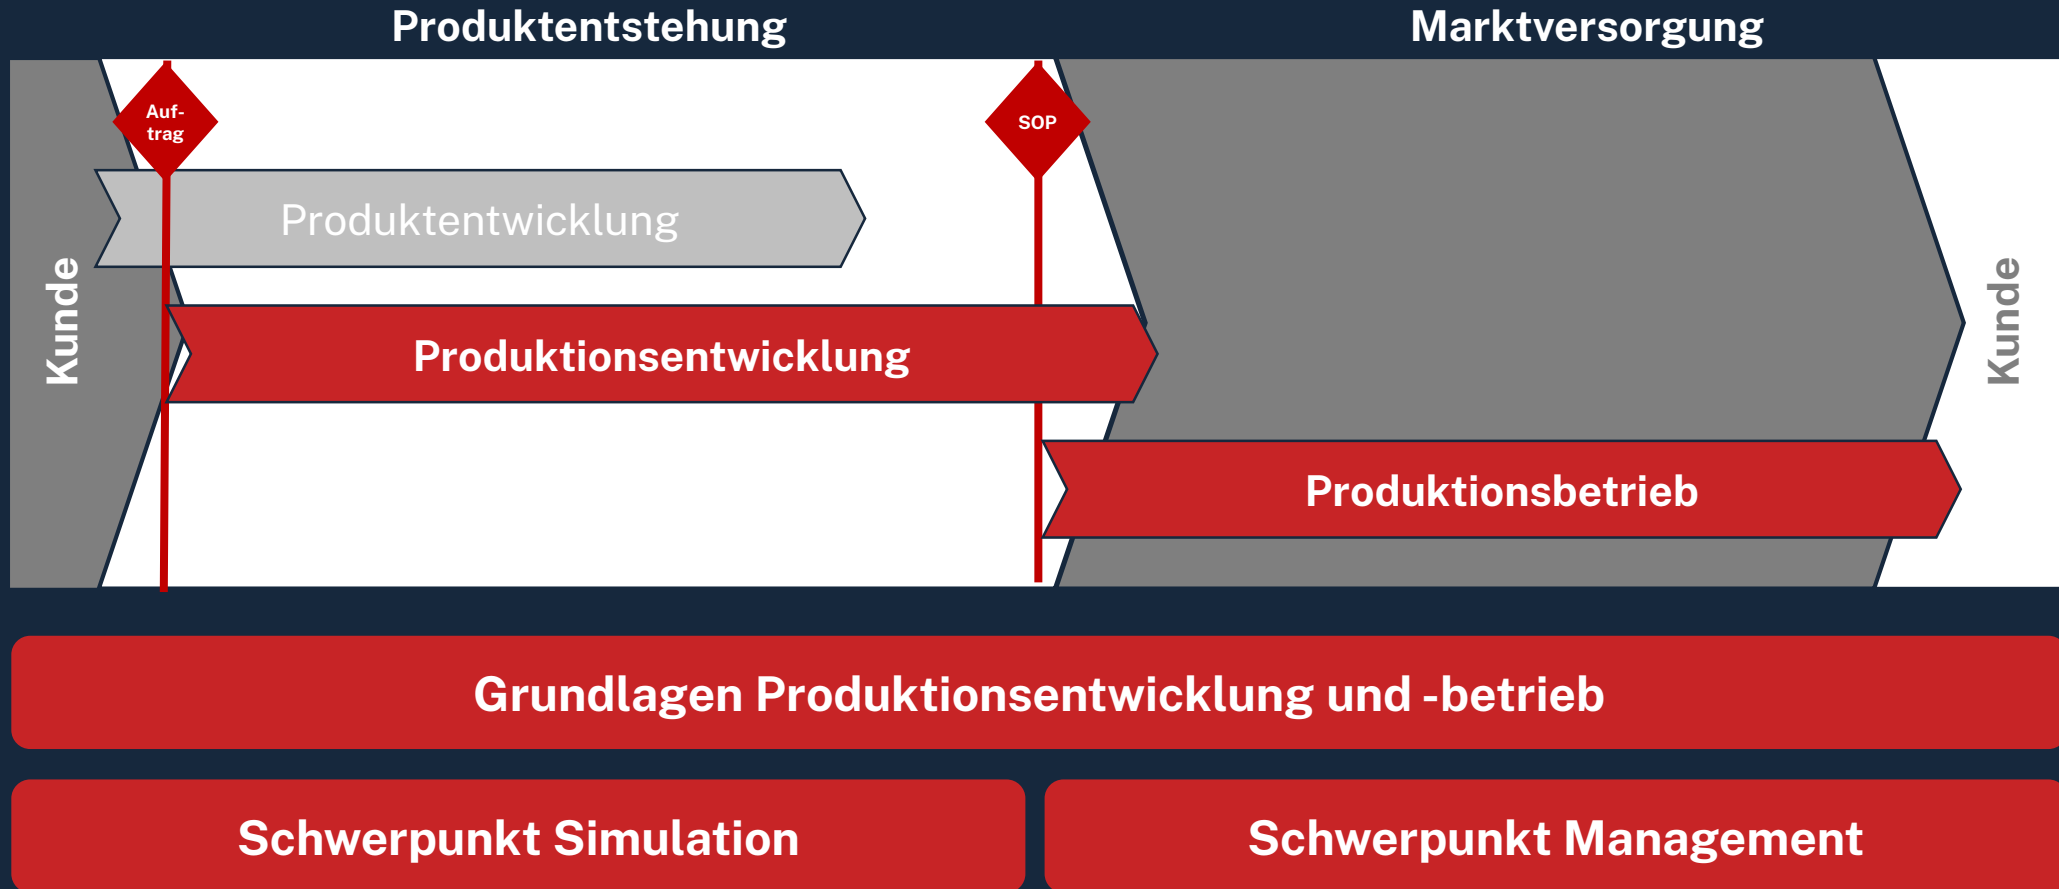 Produktentstehung
Marktversorgung
Auf-
trag
SOP
Produktentwicklung
Kunde
Kunde
Produktionsentwicklung
Produktionsbetrieb
Grundlagen Produktionsentwicklung und -betrieb
Schwerpunkt Simulation
Schwerpunkt Management